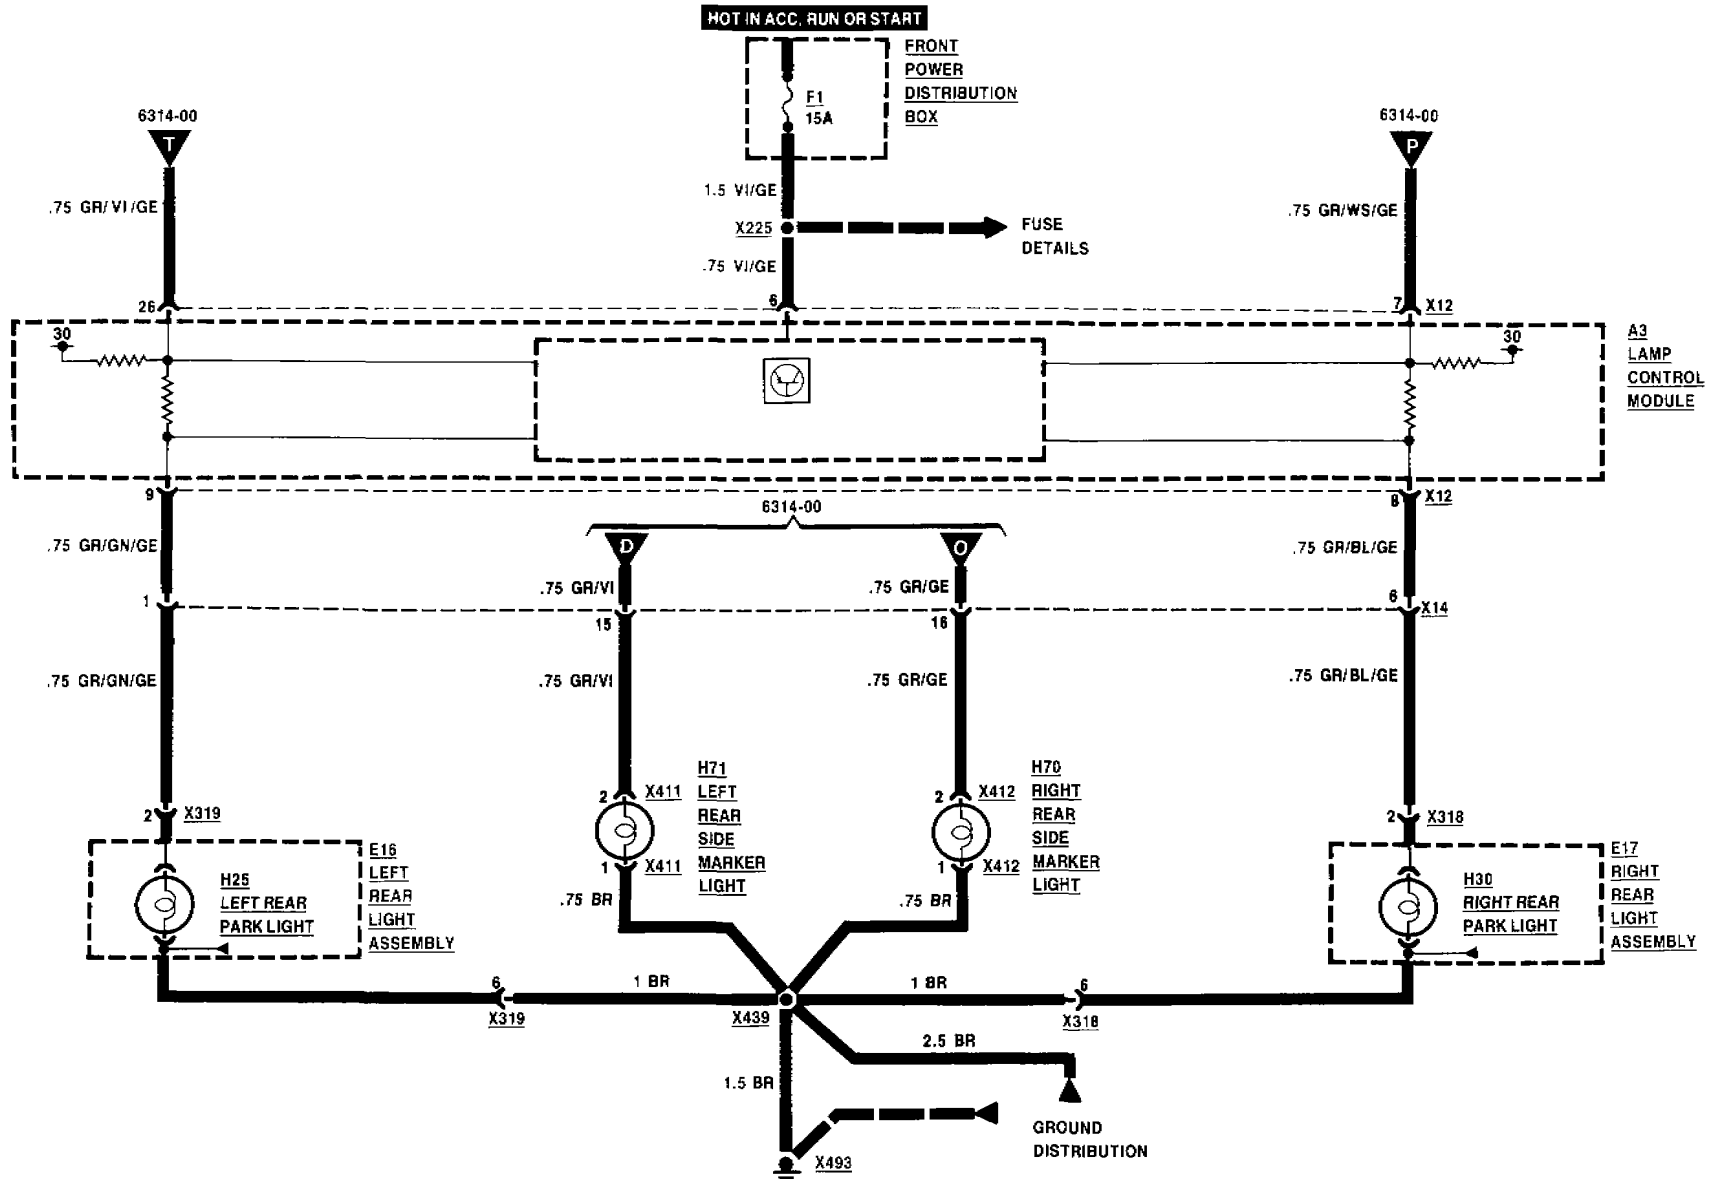 HOT IN ACC, RUN OR START
FRONT
POWER
DISTRIBUTION
BOX
F1
15A
6314-00
T
6314-00
P
1.5 VI/GE
.75 GR/VI/GE
.75 GR/WS/GE
X225
FUSE
DETAILS
.75 VI/GE
26
6
7
X12
30
30
A3
LAMP
CONTROL
MODULE
9
8
X12
6314-00
D
O
.75 GR/GN/GE
.75 GR/BL/GE
.75 GR/VI
.75 GR/GE
1
15
16
6
X14
.75 GR/GN/GE
.75 GR/VI
.75 GR/GE
.75 GR/BL/GE
H71
LEFT
REAR
SIDE
MARKER
LIGHT
H70
RIGHT
REAR
SIDE
MARKER
LIGHT
2
X411
2
X412
2
X319
2
X318
1
X411
1
X412
E16
LEFT
REAR
LIGHT
ASSEMBLY
H25
LEFT REAR
PARK LIGHT
.75 BR
.75 BR
E17
RIGHT
REAR
LIGHT
ASSEMBLY
H30
RIGHT REAR
PARK LIGHT
6
X319
1 BR
X439
1 BR
6
X318
2.5 BR
1.5 BR
GROUND
DISTRIBUTION
X493